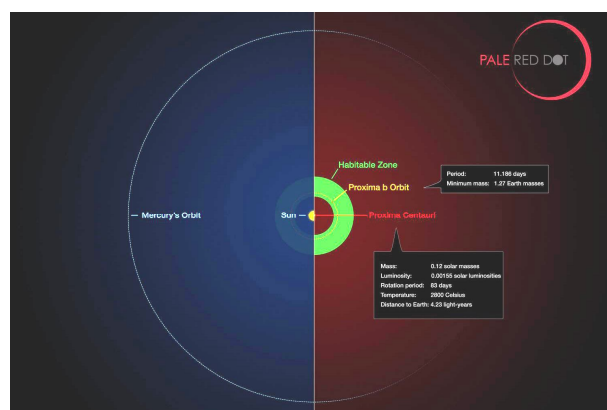 PALE RED DOT
Habitable Zone
Proxima b Orbit
Period: 11.186 days
Minimum mass: 1.27 Earth masses
Mercury's Orbit
Sun
Proxima Centauri
Mass: 0.12 solar masses
Luminosity: 0.00155 solar luminosities
Rotation period: 83 days
Temperature: 2800 Celsius
Distance to Earth: 4.23 light-years